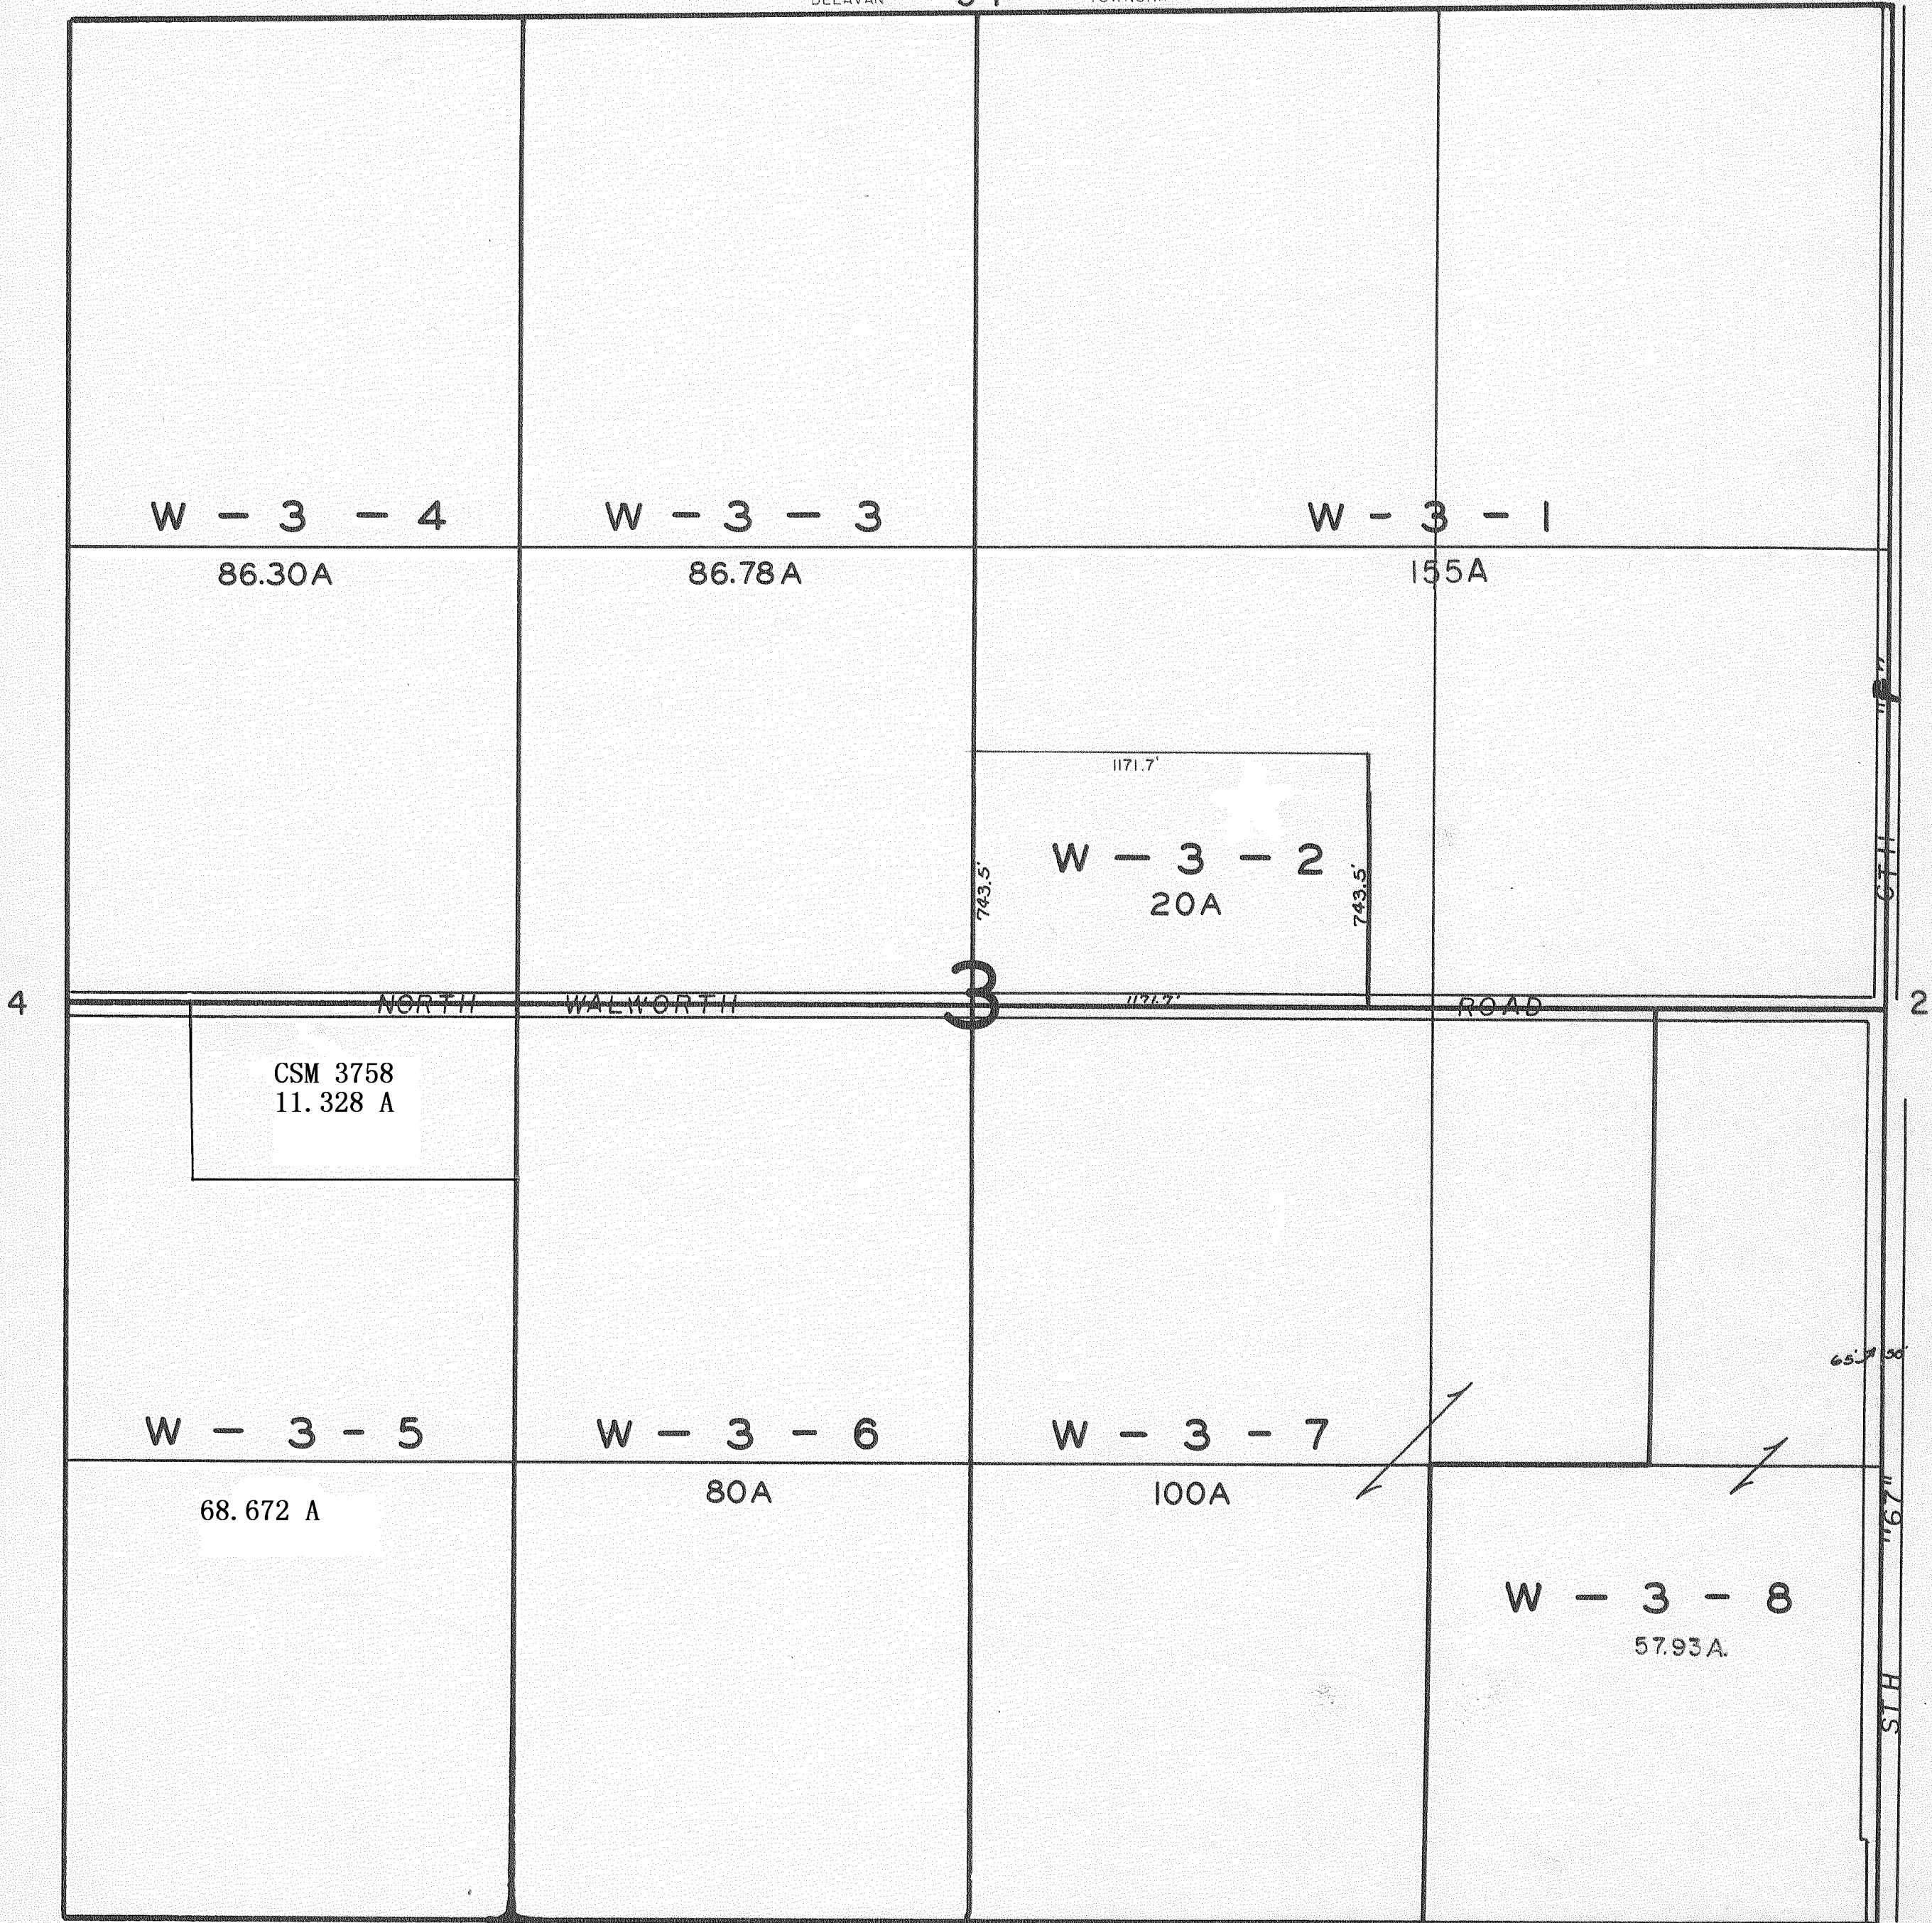 W - 3 - 4
W - 3 - 3
W - 3 - 1
86.30A
86.78A
155A
"F"
1171.7'
W - 3 - 2
20A
743.5'
743.5'
CTH
4
NORTH WALWORTH
3
1171.7'
ROAD
2
CSM 3758
11.328 A
65'
50'
W - 3 - 5
W - 3 - 6
W - 3 - 7
68.672 A
80A
100A
"67"
W - 3 - 8
57.93A.
STH